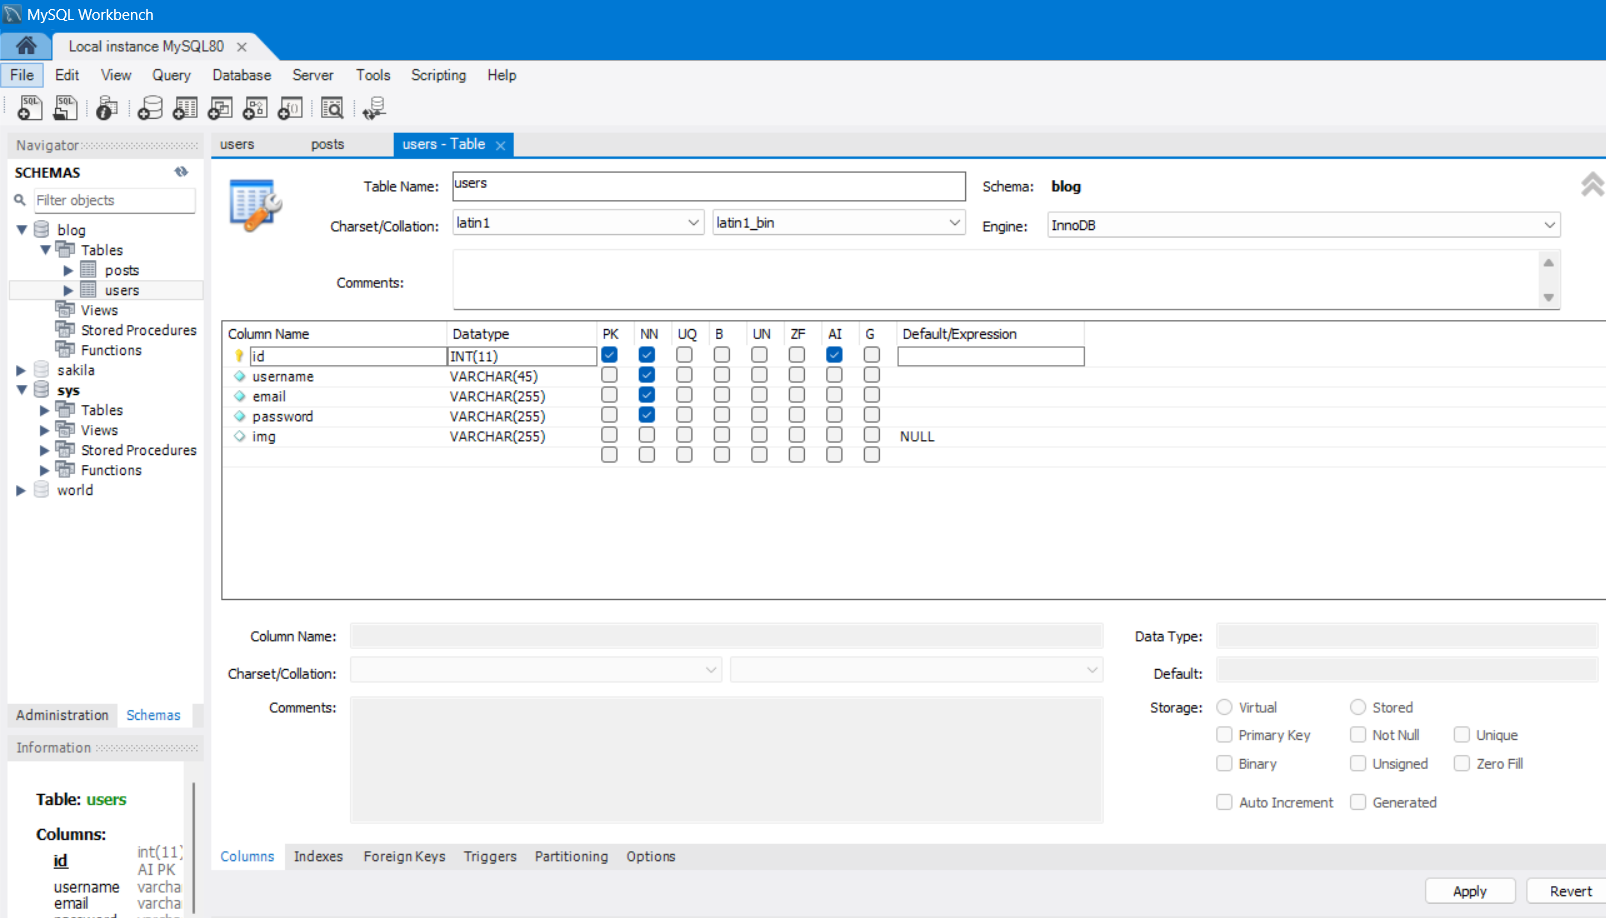 MySQL Workbench
Local instance MySQL80
File Edit View Query Database Server Tools Scripting Help
SQL SQL
Navigator
users posts users - Table
SCHEMAS
Filter objects
blog
Tables
posts
users
Views
Stored Procedures
Functions
sakila
sys
Tables
Views
Stored Procedures
Functions
world
Table Name: users Schema: blog
Charset/Collation: latin1 latin1_bin Engine: InnoDB
Comments:
Column Name Datatype PK NN UQ B UN ZF AI G Default/Expression
id INT(11)
username VARCHAR(45)
email VARCHAR(255)
password VARCHAR(255)
img VARCHAR(255) NULL
Column Name: Data Type:
Charset/Collation: Default:
Comments: Storage: Virtual Stored
Primary Key Not Null Unique
Binary Unsigned Zero Fill
Auto Increment Generated
Administration Schemas
Information
Table: users
Columns:
id int(11)
AI PK
username varcha
email varcha
Columns Indexes Foreign Keys Triggers Partitioning Options
Apply Revert